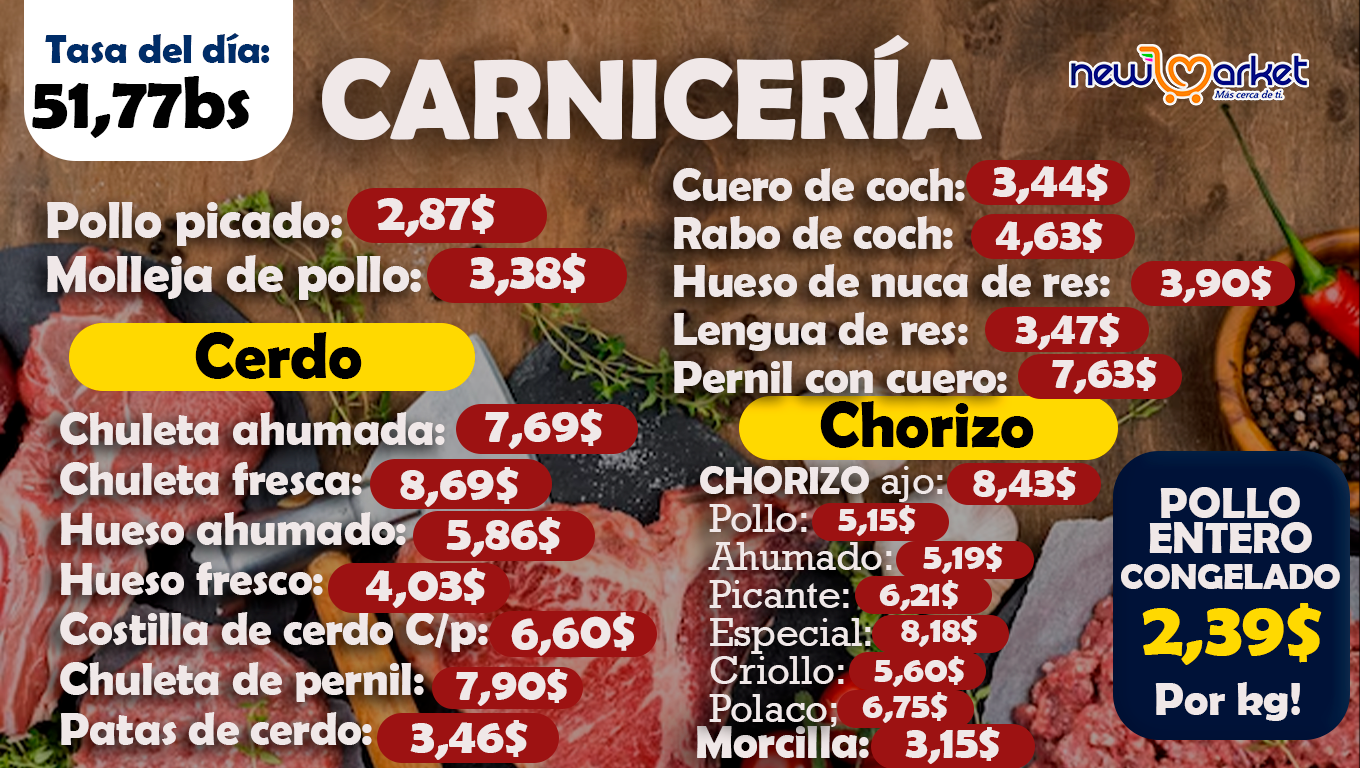 Tasa del día:
51,77bs
CARNICERÍA
new market
Más cerca de ti.
Pollo picado: 2,87$
Molleja de pollo: 3,38$
Cerdo
Chuleta ahumada: 7,69$
Chuleta fresca: 8,69$
Hueso ahumado: 5,86$
Hueso fresco: 4,03$
Costilla de cerdo C/p: 6,60$
Chuleta de pernil: 7,90$
Patas de cerdo: 3,46$
Cuero de coch: 3,44$
Rabo de coch: 4,63$
Hueso de nuca de res: 3,90$
Lengua de res: 3,47$
Pernil con cuero: 7,63$
Chorizo
CHORIZO ajo: 8,43$
Pollo: 5,15$
Ahumado: 5,19$
Picante: 6,21$
Especial: 8,18$
Criollo: 5,60$
Polaco; 6,75$
Morcilla: 3,15$
POLLO
ENTERO
CONGELADO
2,39$
Por kg!